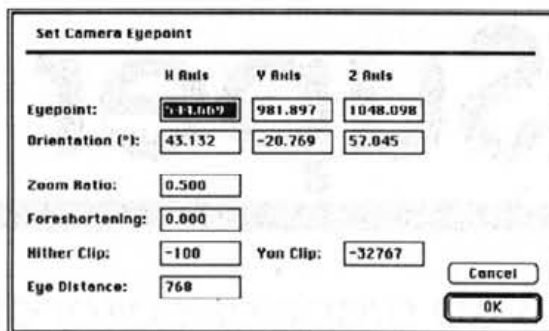 Set Camera Eyepoint
X Axis Y Axis Z Axis
Eyepoint: 981.897 1048.098
Orientation (°): 43.132 -20.769 57.045
Zoom Ratio: 0.500
Foreshortening: 0.000
Hither Clip: -100 Yon Clip: -32767
Cancel
Eye Distance: 768
OK